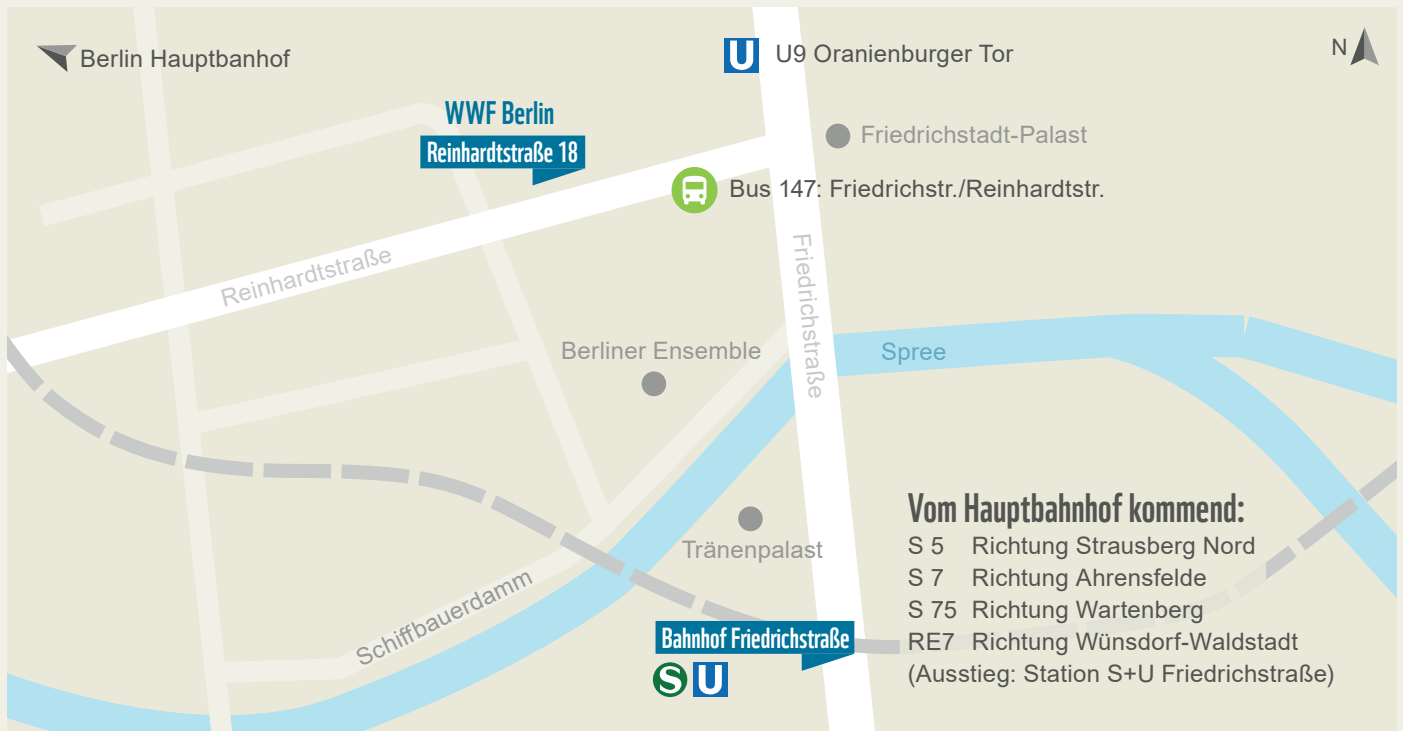 Berlin Hauptbanhof
U U9 Oranienburger Tor
N
WWF Berlin
Reinhardtstraße 18
Friedrichstadt-Palast
Bus 147: Friedrichstr./Reinhardtstr.
Reinhardtstraße
Friedrichstraße
Berliner Ensemble
Spree
Tränenpalast
Schiffbauerdamm
Bahnhof Friedrichstraße
S U
Vom Hauptbahnhof kommend:
S 5 Richtung Strausberg Nord
S 7 Richtung Ahrensfelde
S 75 Richtung Wartenberg
RE7 Richtung Wünsdorf-Waldstadt
(Ausstieg: Station S+U Friedrichstraße)